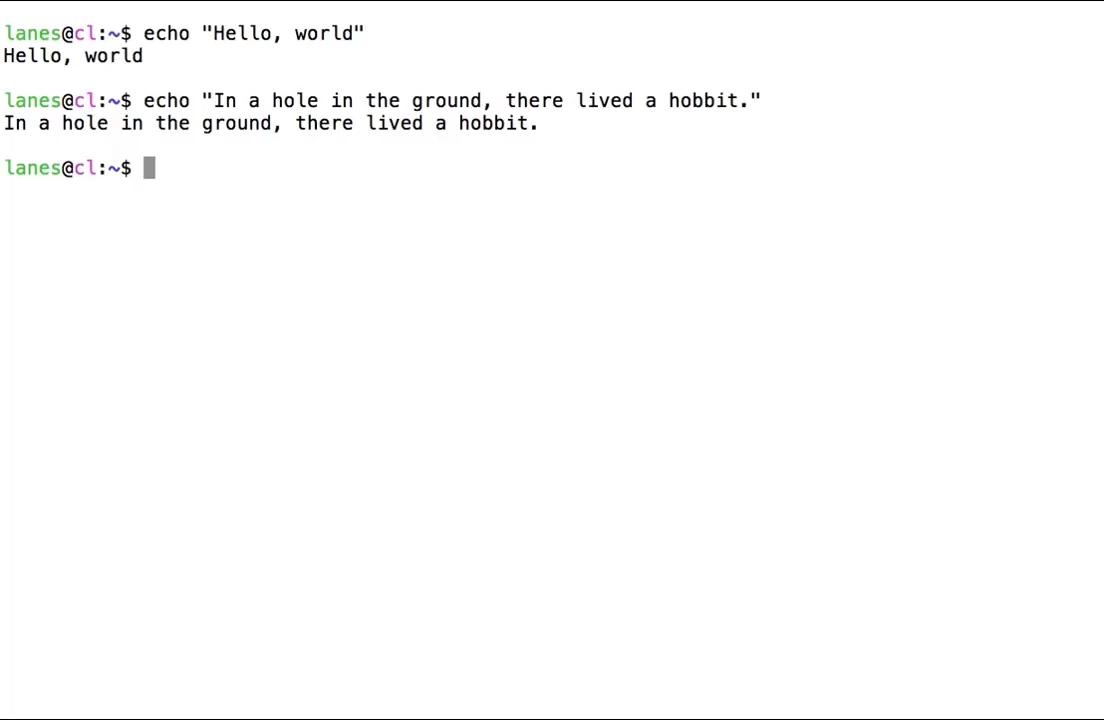 lanes@cl:~$ echo "Hello, world"
Hello, world
lanes@cl:~$ echo "In a hole in the ground, there lived a hobbit."
In a hole in the ground, there lived a hobbit.
lanes@cl:~$